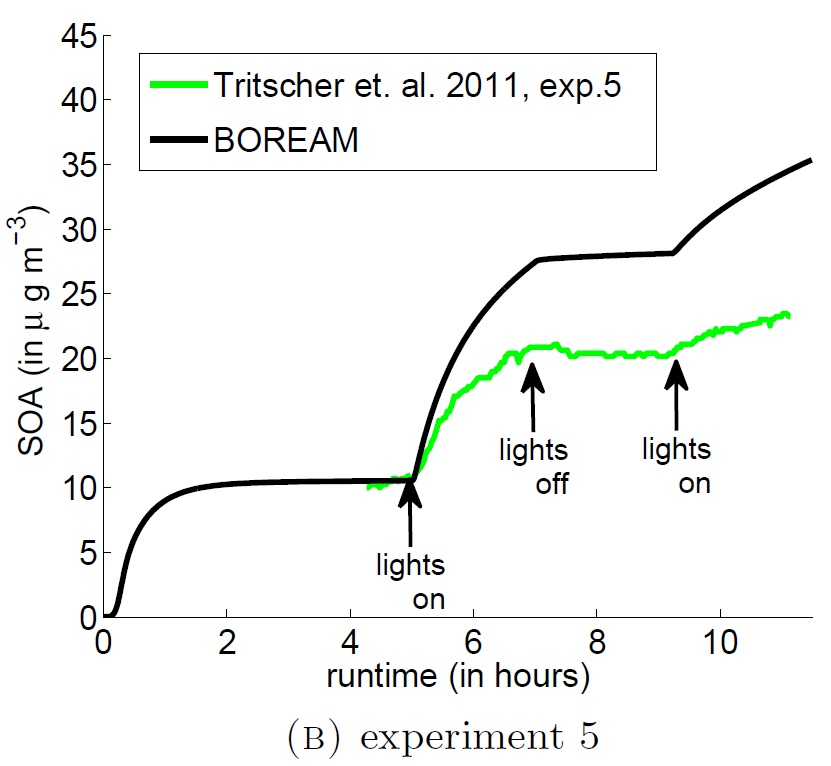 45
40
35
30
25
20
15
10
5
0
SOA (in μ g m−3)
Tritscher et. al. 2011, exp.5
BOREAM
lights
on
lights
off
lights
on
0 2 4 6 8 10
runtime (in hours)
(B) experiment 5